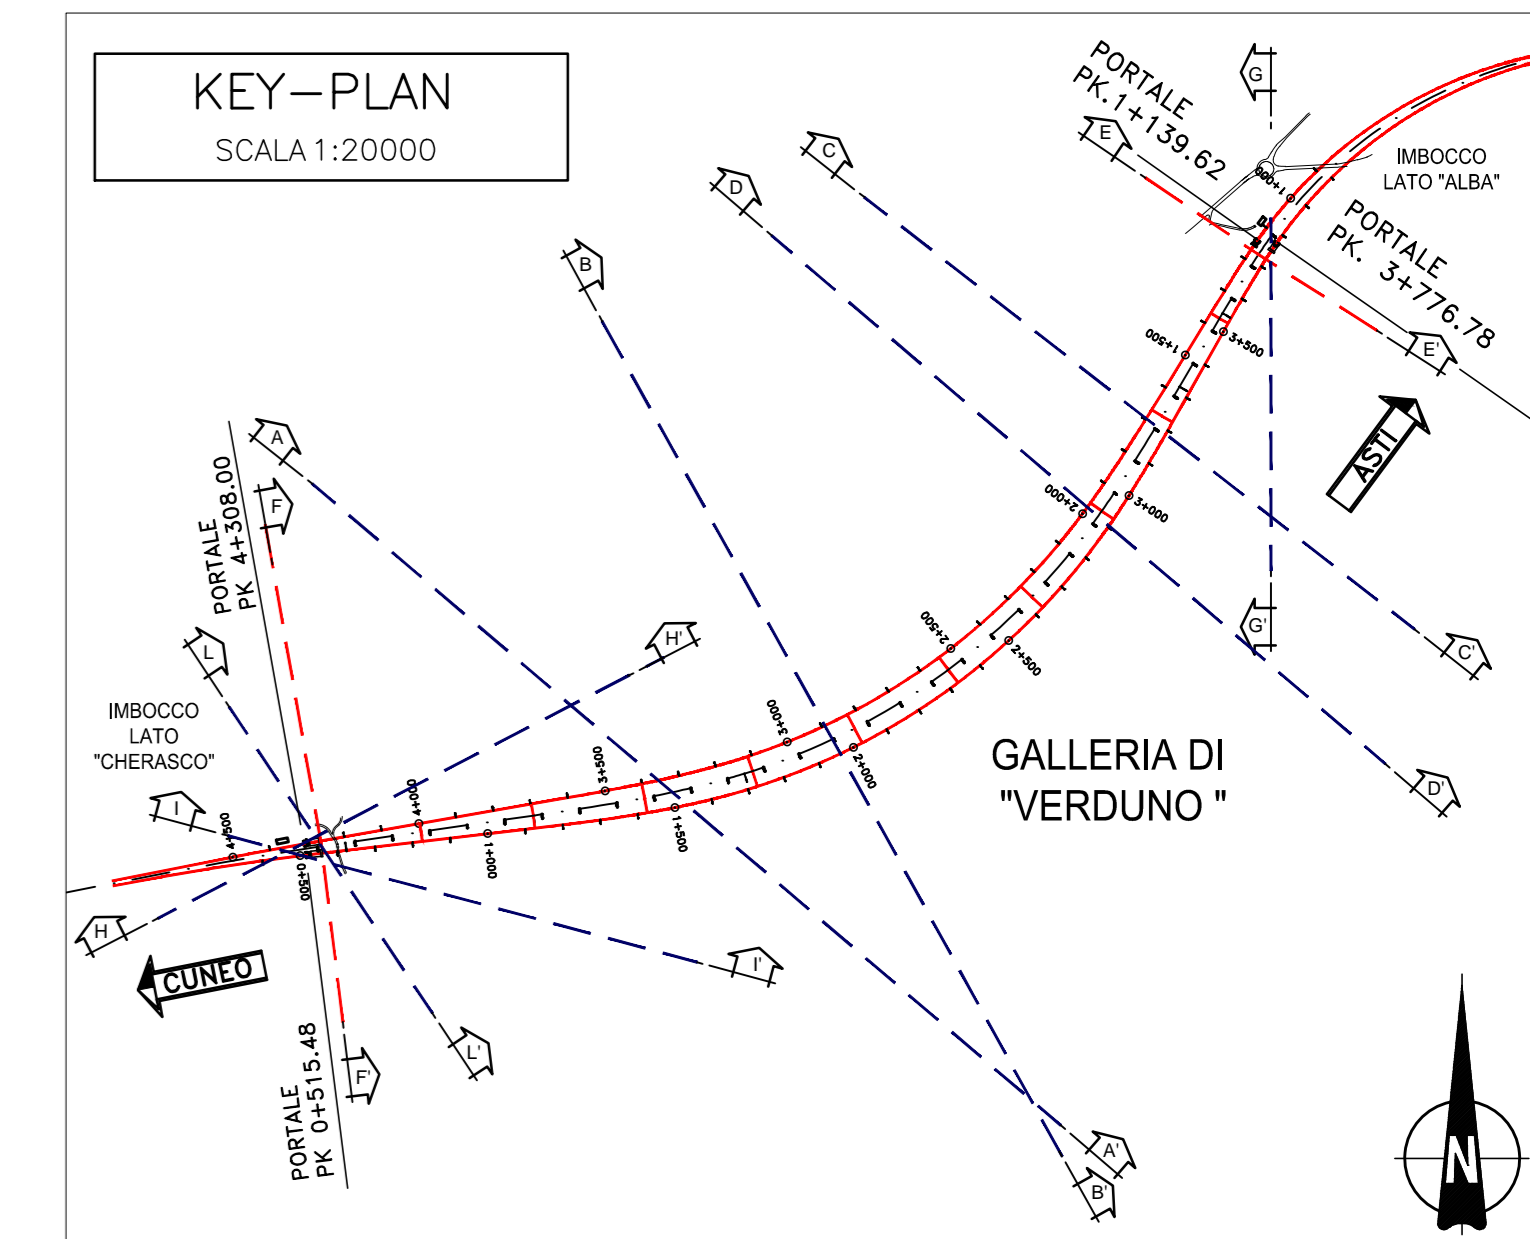 KEY-PLAN
SCALA 1:20000
PORTALE
PK. 1+139.62
G
E
C
D
B
IMBOCCO
LATO "ALBA"
1+000
PORTALE
PK. 3+776.78
E'
1+500
3+500
ASTI
A
F
PORTALE
PK 4+308.00
2+000
3+000
G'
C'
L
H'
2+500
2+500
IMBOCCO
LATO
"CHERASCO"
3+000
2+000
GALLERIA DI
"VERDUNO "
D'
I
3+500
4+000
1+500
4+500
1+000
0+500
H
CUNEO
I'
L'
F'
PORTALE
PK 0+515.48
A'
B'
N